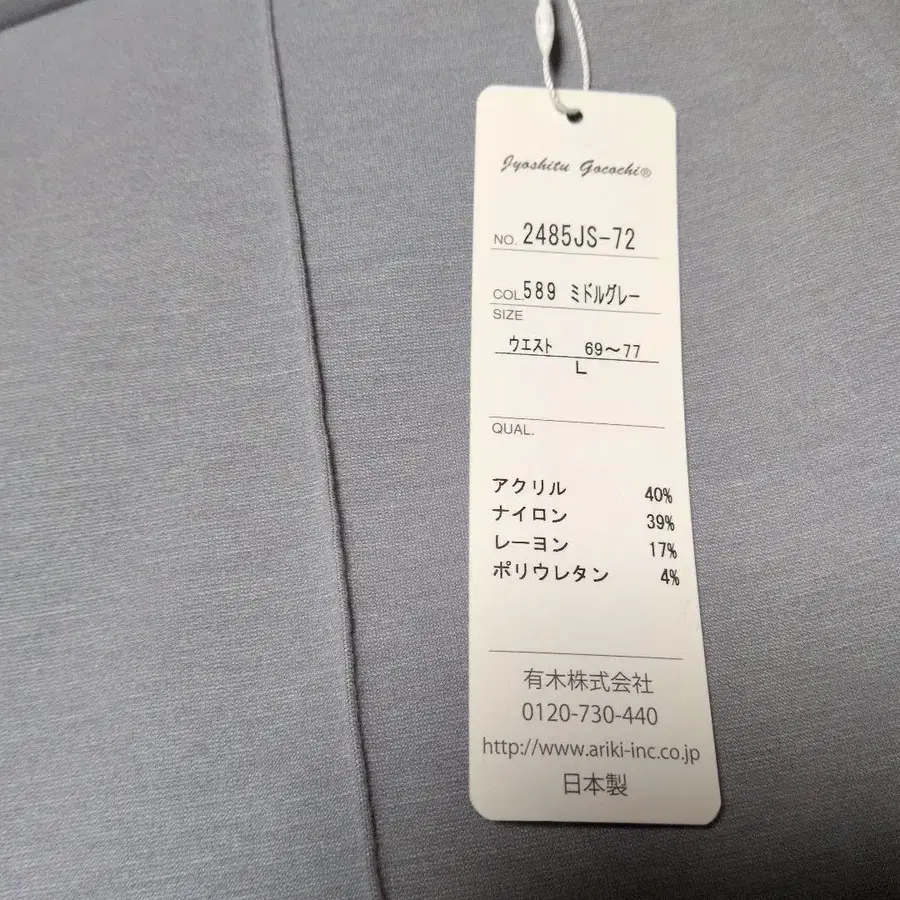 Jyoshitu Gocochi®
NO. 2485JS-72
COL. 589 ミドルグレー
SIZE
ウエスト 69～77
L
QUAL.
アクリル 40%
ナイロン 39%
レーヨン 17%
ポリウレタン 4%
有木株式会社
0120-730-440
http://www.ariki-inc.co.jp
日本製